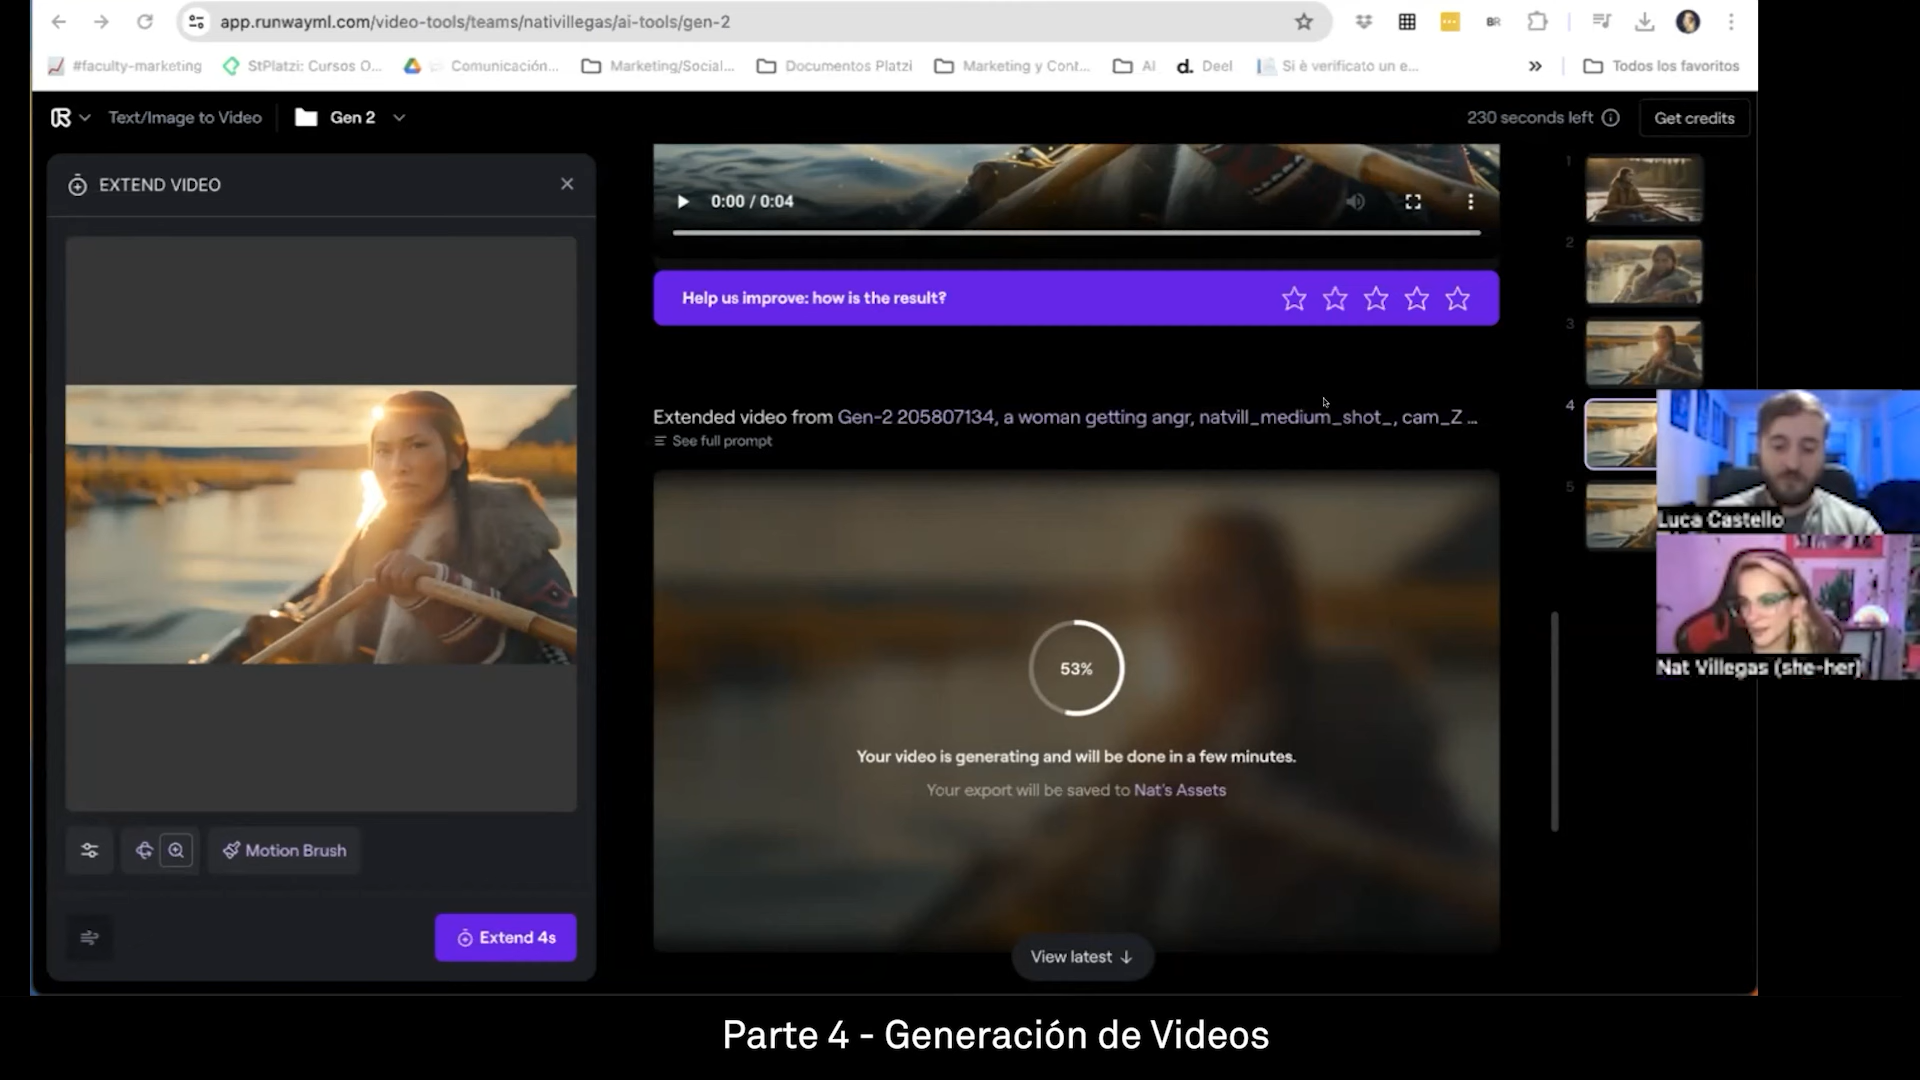 app.runwayml.com/video-tools/teams/nativillegas/ai-tools/gen-2
BR
#faculty-marketing
StPlatzi: Cursos O...
Comunicación...
Marketing/Social...
Documentos Platzi
Marketing y Cont...
AI
d. Deel
Si è verificato un e...
Todos los favoritos
Text/Image to Video
Gen 2
230 seconds left
Get credits
EXTEND VIDEO
0:00 / 0:04
Help us improve: how is the result?
Extended video from Gen-2 205807134, a woman getting angr, natvill_medium_shot_, cam_Z ...
See full prompt
53%
Your video is generating and will be done in a few minutes.
Your export will be saved to Nat's Assets
View latest
Motion Brush
Extend 4s
1
2
3
4
5
Luca Castello
Nat Villegas (she-her)
Parte 4 - Generación de Videos